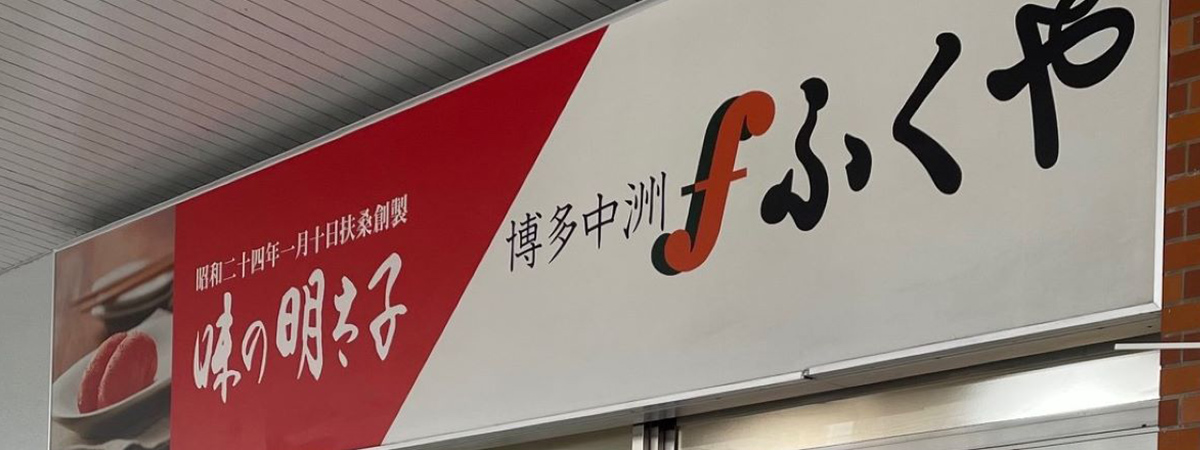 昭和二十四年一月十日扶桑創製
味の明太子
博多中洲 f ふくや